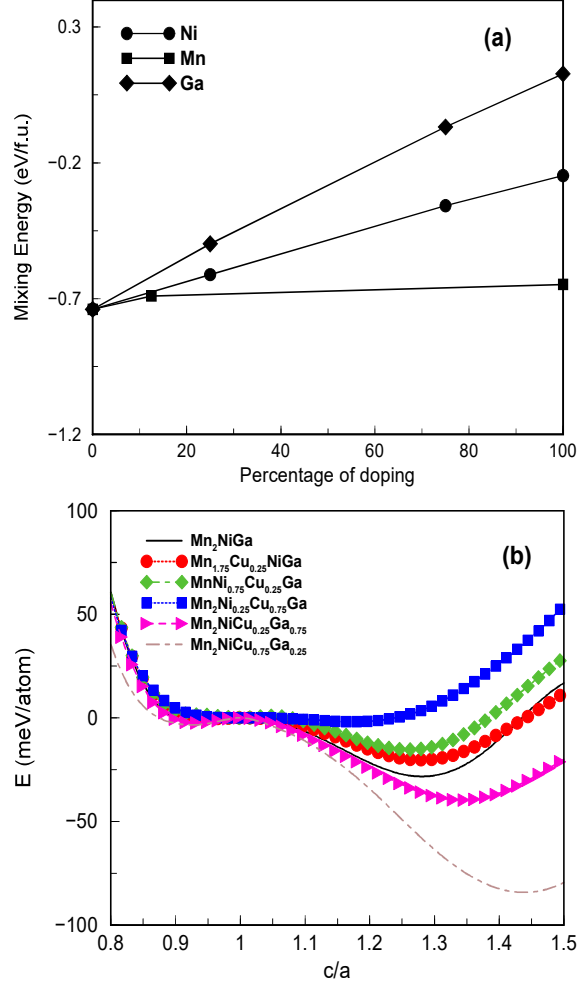 0.3
(a)
Ni
Mn
Ga
−0.2
−0.7
−1.2
Mixing Energy (eV/f.u.)
0 20 40 60 80 100
Percentage of doping
100
(b)
Mn₂NiGa
Mn₁.₇₅Cu₀.₂₅NiGa
MnNi₀.₇₅Cu₀.₂₅Ga
Mn₂Ni₀.₂₅Cu₀.₇₅Ga
Mn₂NiCu₀.₂₅Ga₀.₇₅
Mn₂NiCu₀.₇₅Ga₀.₂₅
50
0
−50
−100
E (meV/atom)
0.8 0.9 1 1.1 1.2 1.3 1.4 1.5
c/a